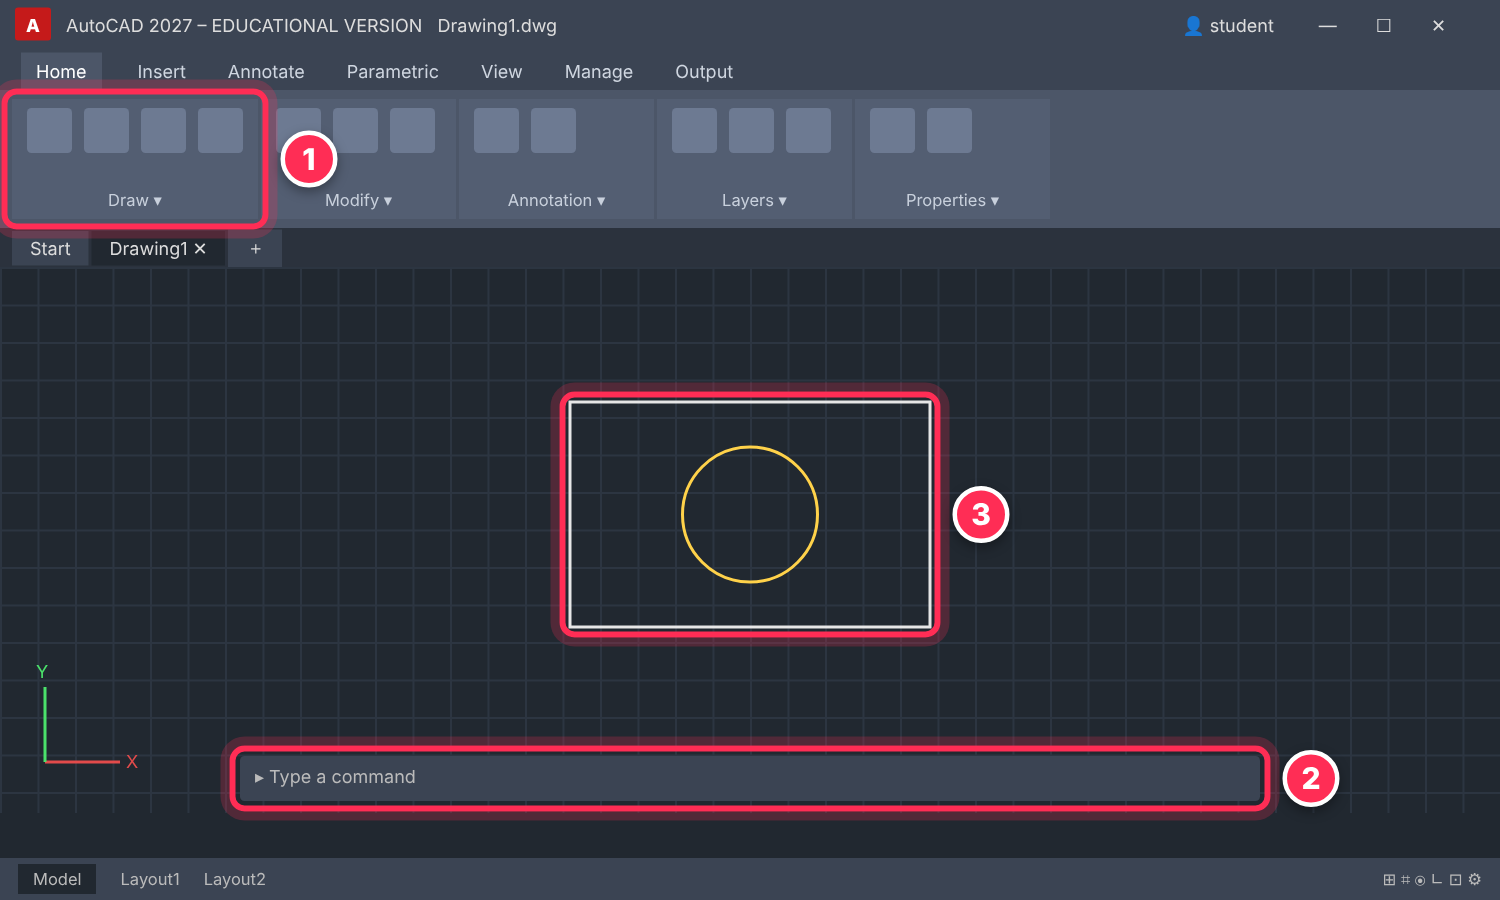 A AutoCAD 2027 – EDUCATIONAL VERSION Drawing1.dwg 👤 student — ☐ ✕
Home Insert Annotate Parametric View Manage Output
1
Draw ▾ Modify ▾ Annotation ▾ Layers ▾ Properties ▾
Start Drawing1 ✕ +
3
Y
X
▸ Type a command
2
Model Layout1 Layout2 ⊞ ⌗ ⍟ ∟ ⊡ ⚙